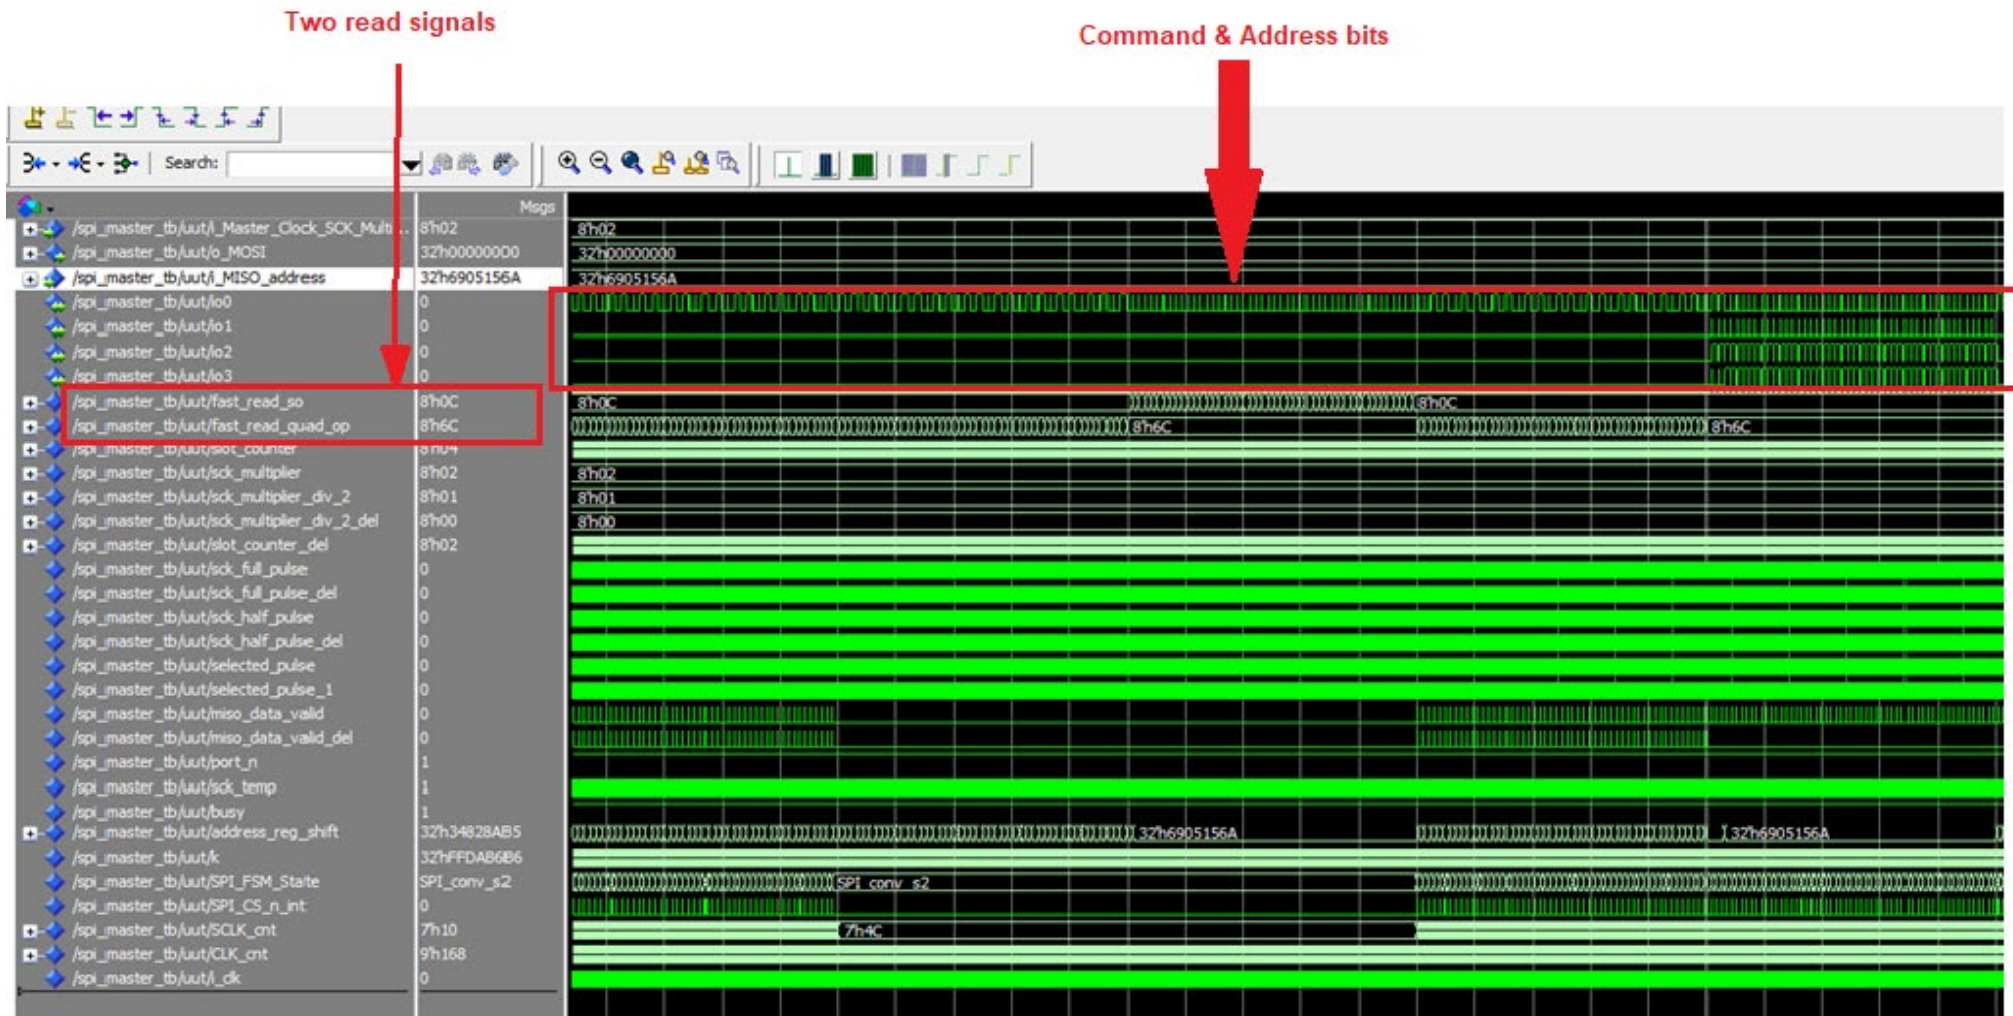 Two read signals
Command & Address bits
Search:
Msgs
/spi_master_tb/uut/i_Master_Clock_SCK_Multi... 8'h02 8'h02
/spi_master_tb/uut/o_MOSI 32'h00000000 32'h00000000
/spi_master_tb/uut/i_MISO_address 32'h6905156A 32'h6905156A
/spi_master_tb/uut/io0 0
/spi_master_tb/uut/io1 0
/spi_master_tb/uut/io2 0
/spi_master_tb/uut/io3 0
/spi_master_tb/uut/fast_read_so 8'h0C 8'h0C 8'h0C
/spi_master_tb/uut/fast_read_quad_op 8'h6C 8'h6C 8'h6C
/spi_master_tb/uut/slot_counter 8'h04
/spi_master_tb/uut/sck_multiplier 8'h02 8'h02
/spi_master_tb/uut/sck_multiplier_div_2 8'h01 8'h01
/spi_master_tb/uut/sck_multiplier_div_2_del 8'h00 8'h00
/spi_master_tb/uut/slot_counter_del 8'h02
/spi_master_tb/uut/sck_full_pulse 0
/spi_master_tb/uut/sck_full_pulse_del 0
/spi_master_tb/uut/sck_half_pulse 0
/spi_master_tb/uut/sck_half_pulse_del 0
/spi_master_tb/uut/selected_pulse 0
/spi_master_tb/uut/selected_pulse_1 0
/spi_master_tb/uut/miso_data_valid 0
/spi_master_tb/uut/miso_data_valid_del 0
/spi_master_tb/uut/port_n 1
/spi_master_tb/uut/sck_temp 1
/spi_master_tb/uut/busy 1
/spi_master_tb/uut/address_reg_shift 32'h34828AB5 32'h6905156A 32'h6905156A
/spi_master_tb/uut/k 32'hFFDAB6B6
/spi_master_tb/uut/SPI_FSM_State SPI_conv_s2 SPI_conv_s2
/spi_master_tb/uut/SPI_CS_n_int 0
/spi_master_tb/uut/SCLK_cnt 7'h10 7'h4C
/spi_master_tb/uut/CLK_cnt 9'h168
/spi_master_tb/uut/i_clk 0